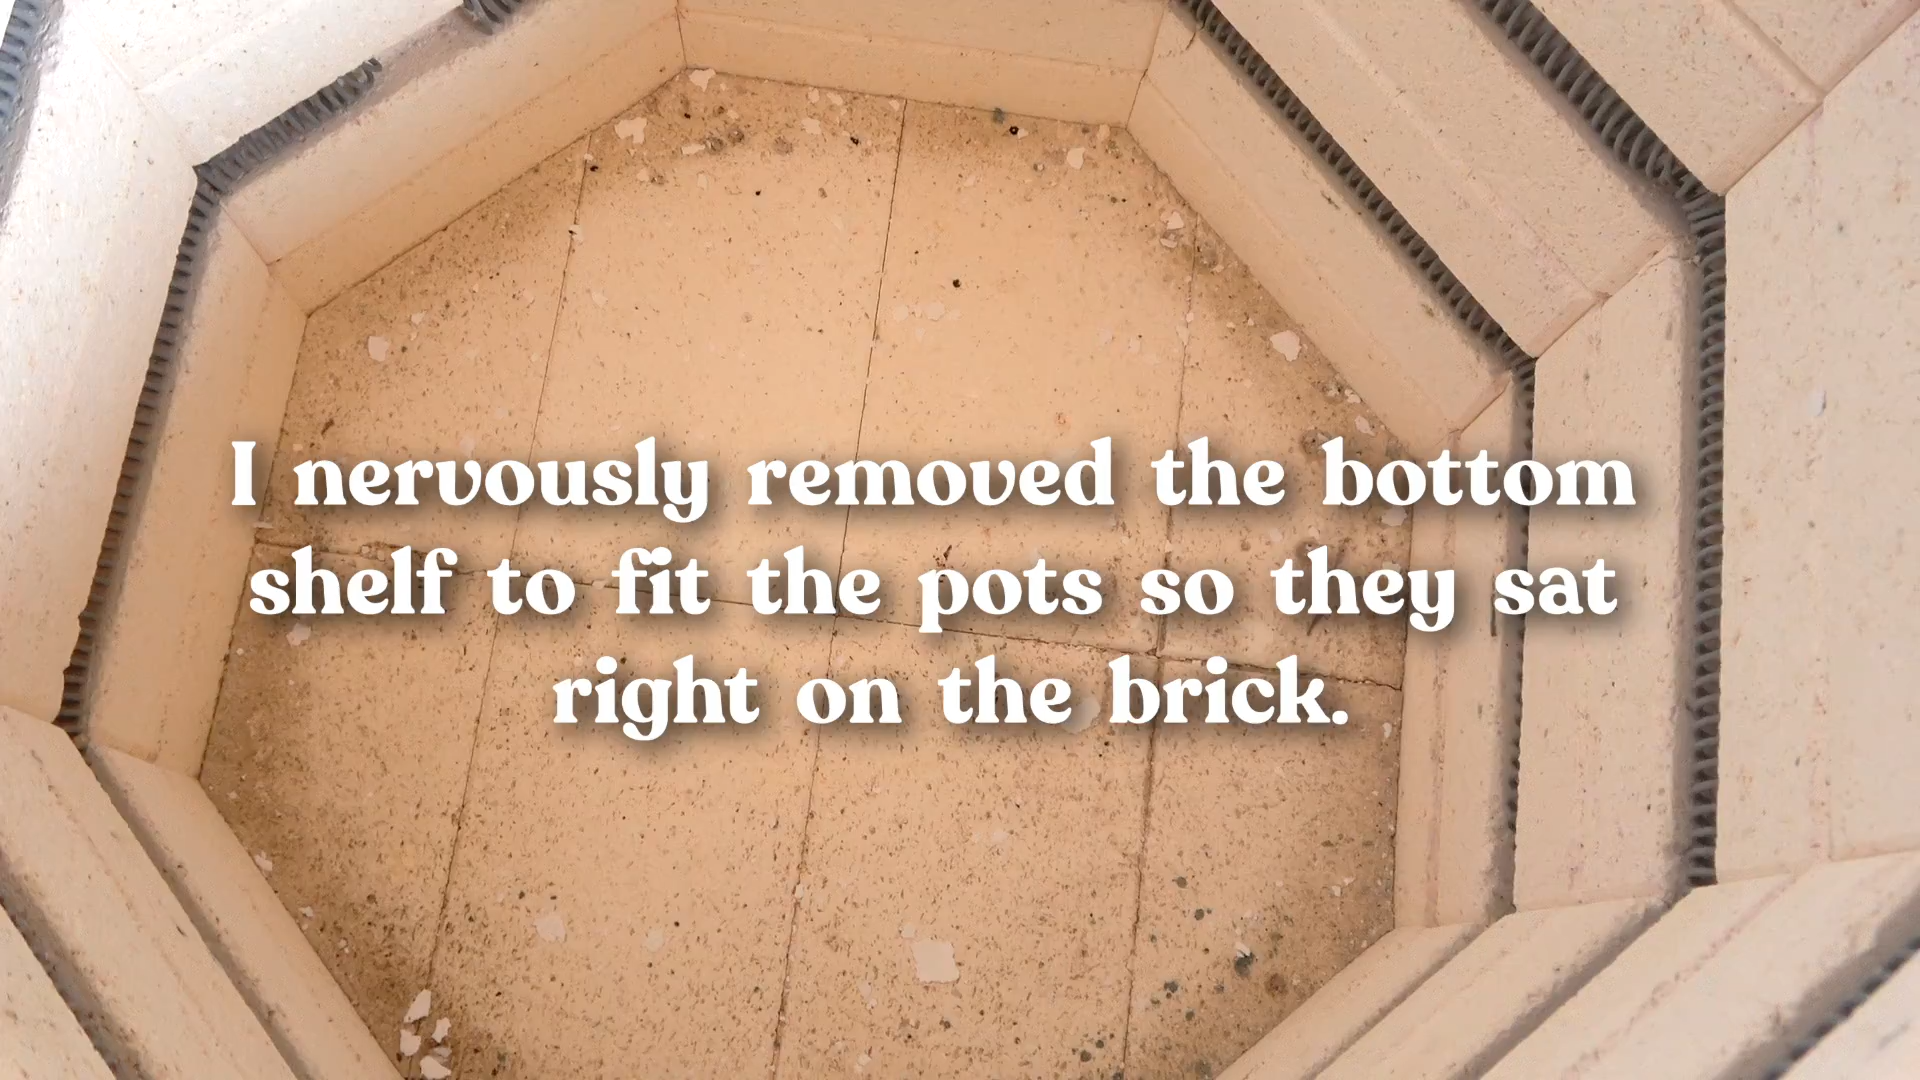 I nervously removed the bottom
shelf to fit the pots so they sat
right on the brick.